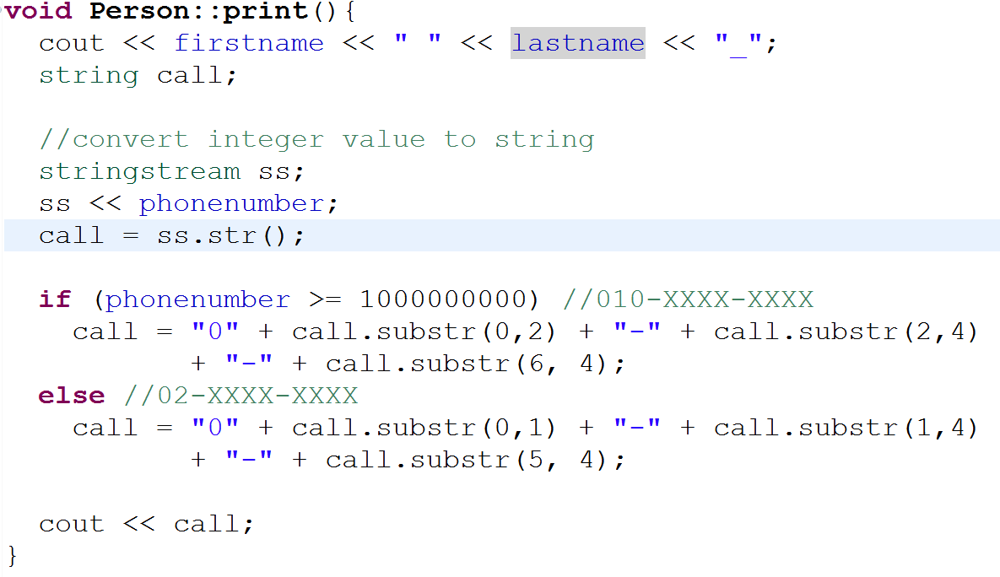 void Person::print(){
  cout << firstname << " " << lastname << "_";
  string call;

  //convert integer value to string
  stringstream ss;
  ss << phonenumber;
  call = ss.str();

  if (phonenumber >= 1000000000) //010-XXXX-XXXX
    call = "0" + call.substr(0,2) + "-" + call.substr(2,4)
           + "-" + call.substr(6, 4);
  else //02-XXXX-XXXX
    call = "0" + call.substr(0,1) + "-" + call.substr(1,4)
           + "-" + call.substr(5, 4);

  cout << call;
}